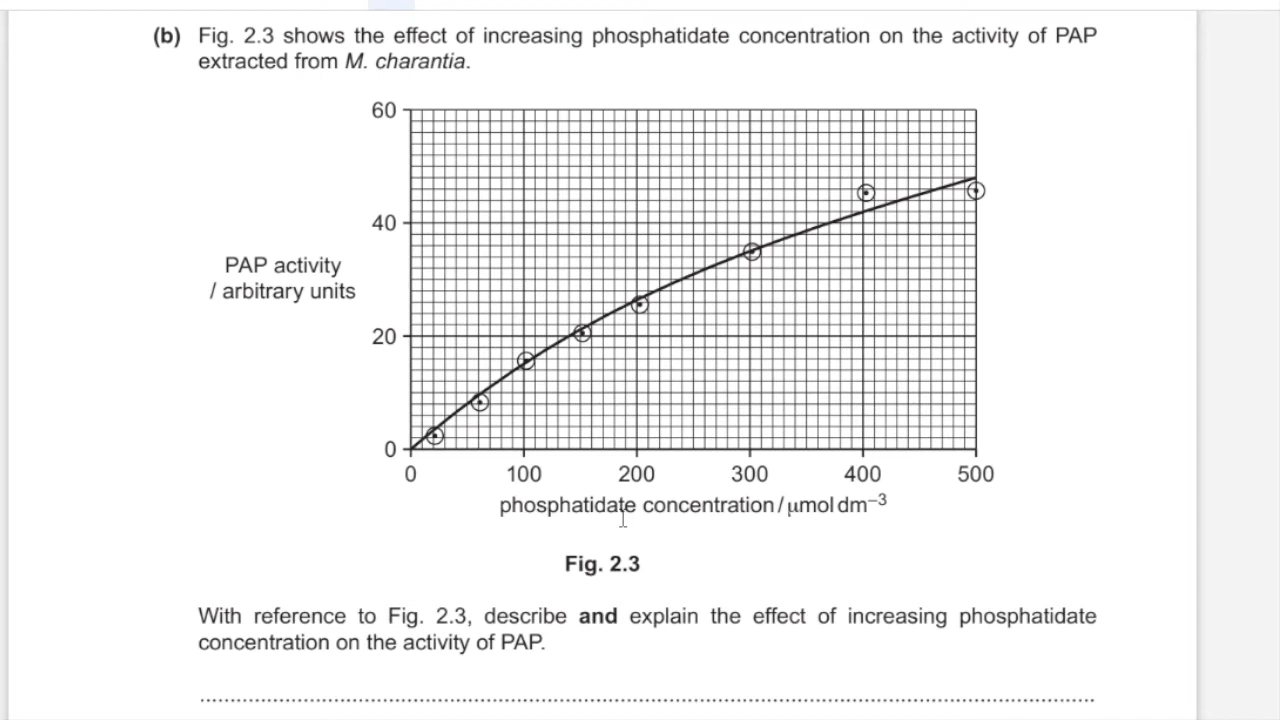 (b) Fig. 2.3 shows the effect of increasing phosphatidate concentration on the activity of PAP
extracted from M. charantia.
60
40
PAP activity
/ arbitrary units
20
0
0 100 200 300 400 500
phosphatidate concentration / μmol dm⁻³
Fig. 2.3
With reference to Fig. 2.3, describe and explain the effect of increasing phosphatidate
concentration on the activity of PAP.